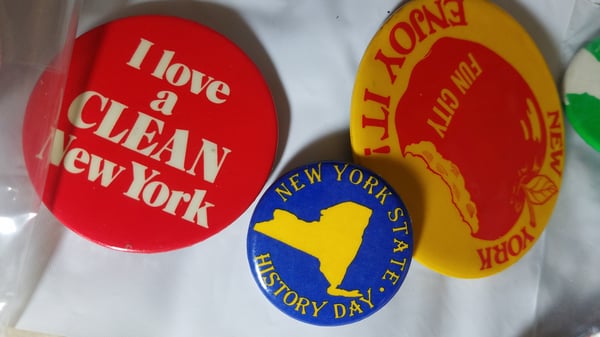 I love
a
CLEAN
New York
NEW YORK STATE •
HISTORY DAY
ENJOY IT!
FUN CITY
NEW YORK